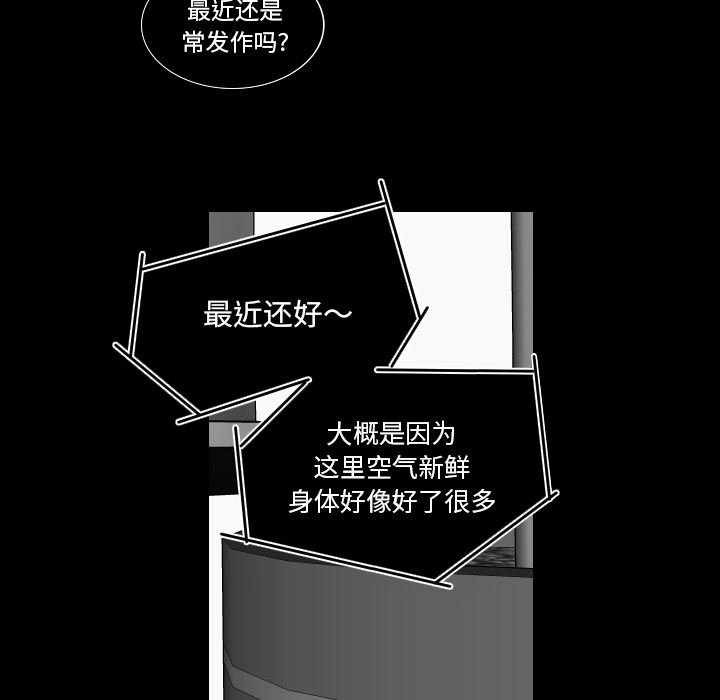 最近还是
常发作吗?
最近还好～
大概是因为
这里空气新鲜
身体好像好了很多